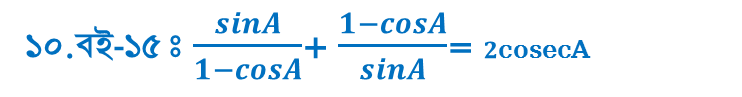 ১০.বই-১৫ ঃ sinA/1−cosA + 1−cosA/sinA = 2cosecA